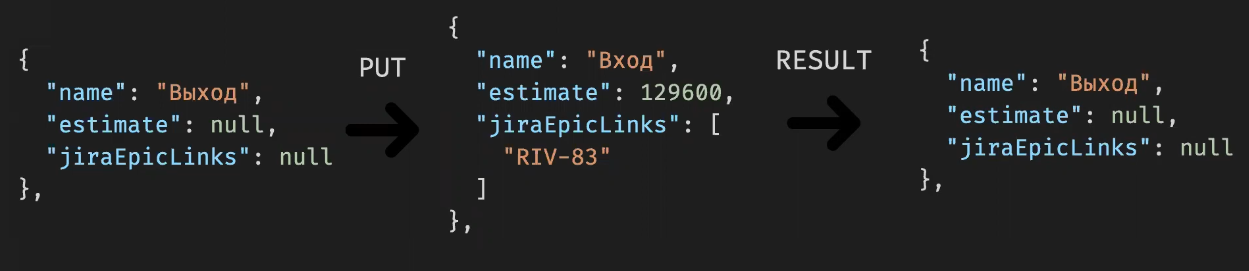 {
  "name": "Выход",
  "estimate": null,
  "jiraEpicLinks": null
},
PUT
{
  "name": "Вход",
  "estimate": 129600,
  "jiraEpicLinks": [
    "RIV-83"
  ]
},
RESULT
{
  "name": "Выход",
  "estimate": null,
  "jiraEpicLinks": null
},